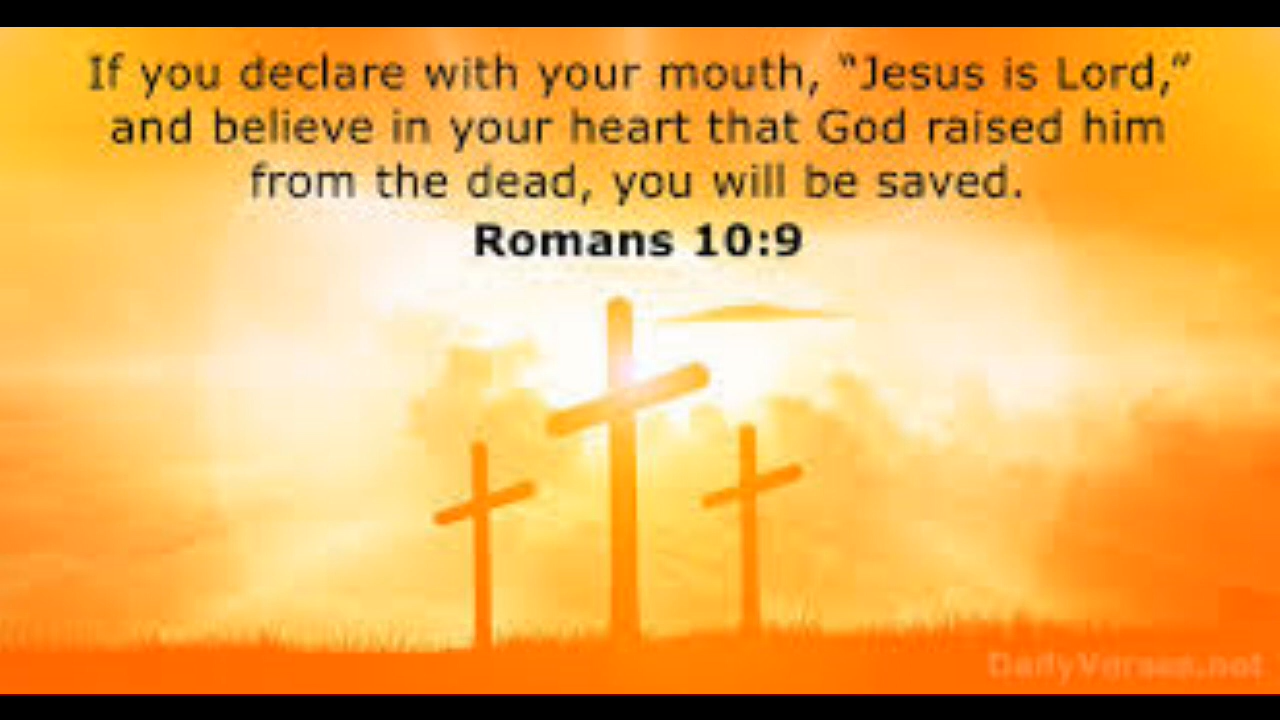 If you declare with your mouth, “Jesus is Lord,”
and believe in your heart that God raised him
from the dead, you will be saved.
Romans 10:9
DailyVerses.net